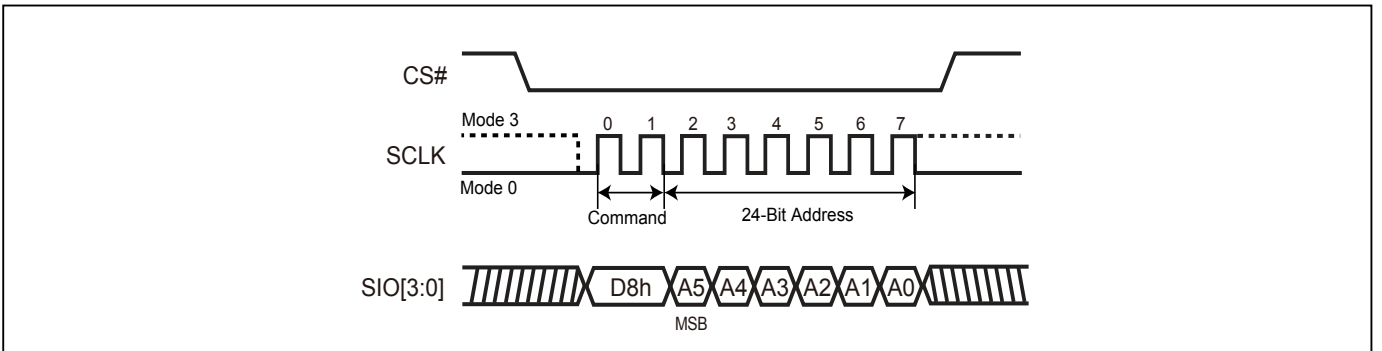 CS#
Mode 3
0 1 2 3 4 5 6 7
SCLK
Mode 0
Command
24-Bit Address
SIO[3:0]
D8h A5 A4 A3 A2 A1 A0
MSB